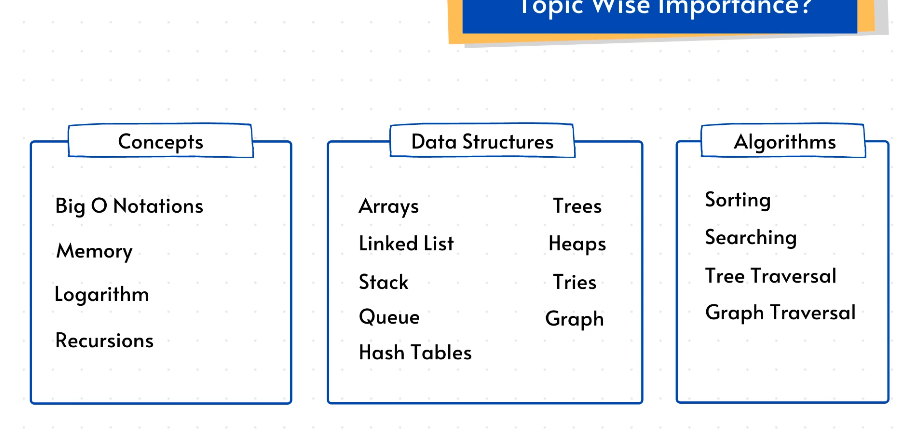 Topic Wise Importance?
Concepts
Big O Notations
Memory
Logarithm
Recursions
Data Structures
Arrays
Linked List
Stack
Queue
Hash Tables
Trees
Heaps
Tries
Graph
Algorithms
Sorting
Searching
Tree Traversal
Graph Traversal